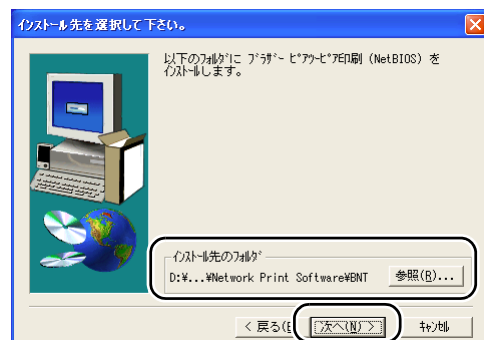 インストール先を選択して下さい。
以下のフォルダに ブラザー ピアツーピア印刷 (NetBIOS) を
インストールします。
インストール先のフォルダ
D:¥...¥Network Print Software¥BNT 参照(R)...
< 戻る( 次へ(N) > キャンセル